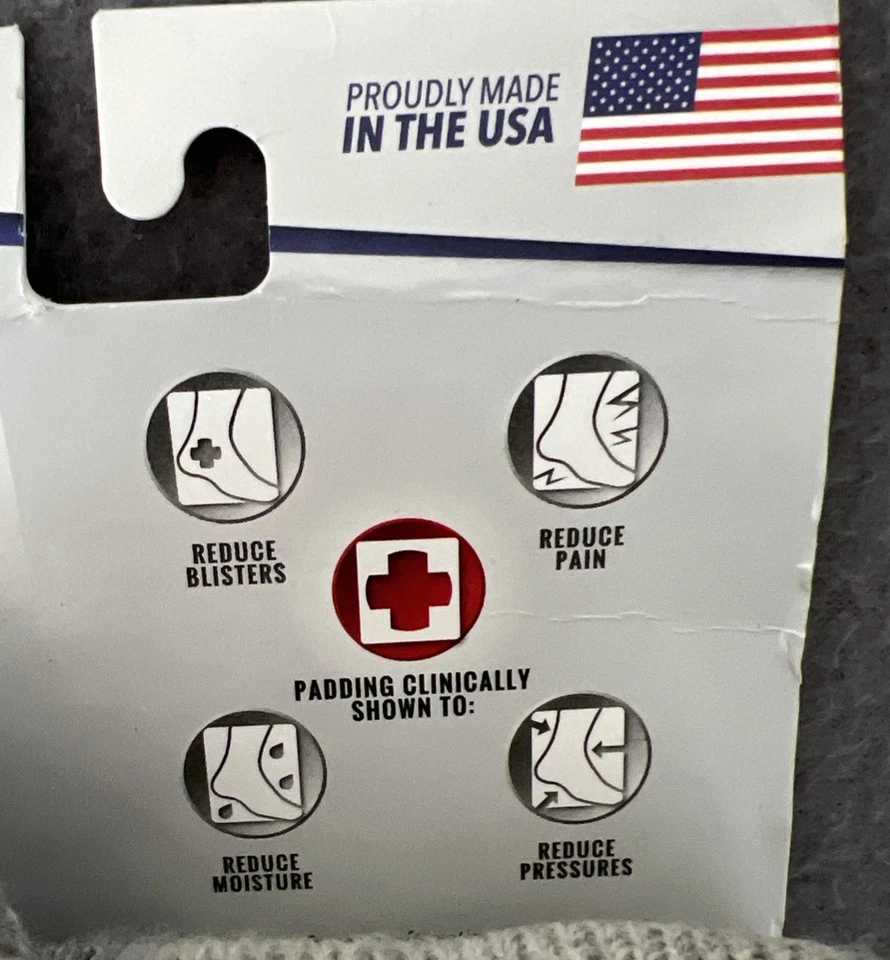 PROUDLY MADE
IN THE USA
REDUCE
BLISTERS
REDUCE
PAIN
PADDING CLINICALLY
SHOWN TO:
REDUCE
MOISTURE
REDUCE
PRESSURES